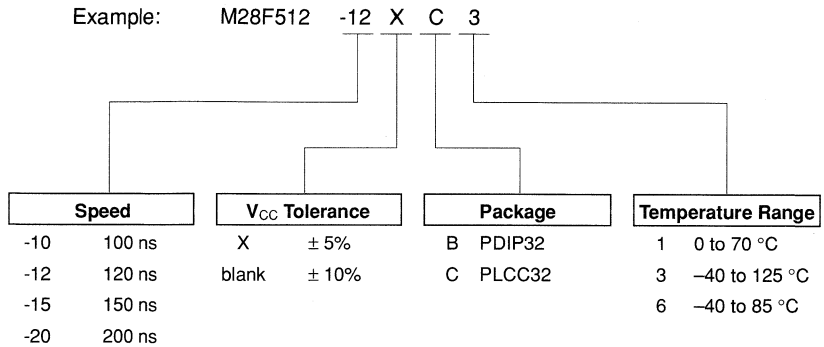 Example: M28F512 -12 X C 3
Speed
-10 100 ns
-12 120 ns
-15 150 ns
-20 200 ns
VCC Tolerance
X ± 5%
blank ± 10%
Package
B PDIP32
C PLCC32
Temperature Range
1 0 to 70 °C
3 –40 to 125 °C
6 –40 to 85 °C